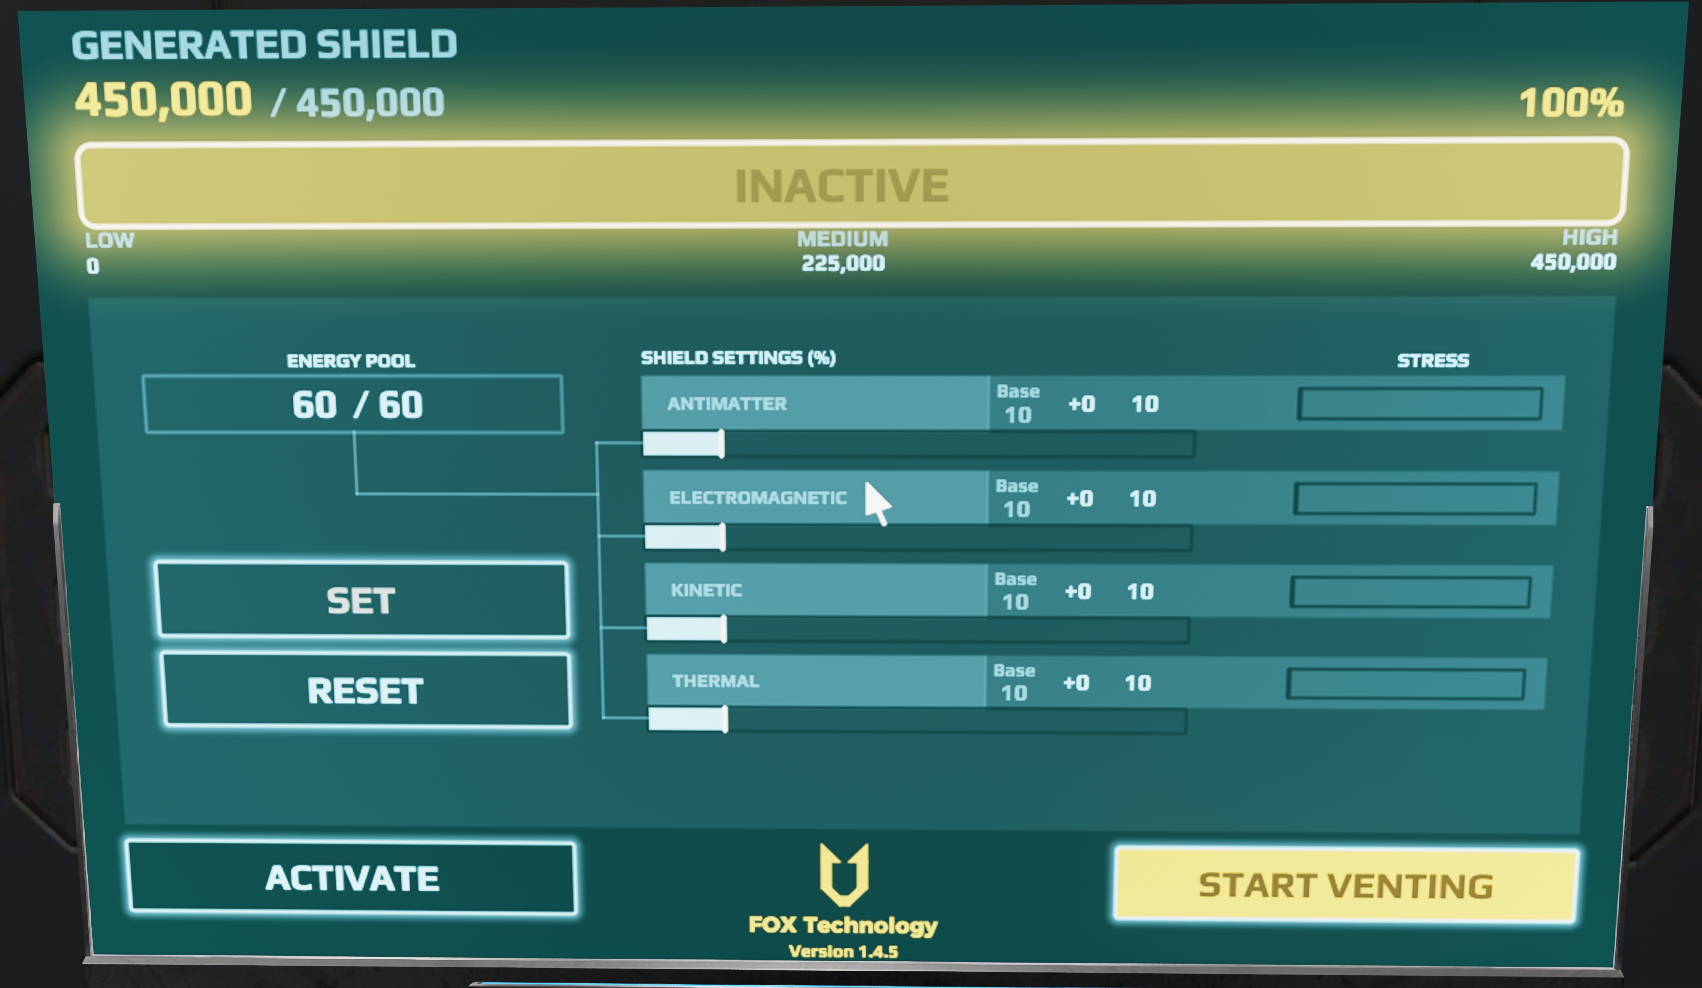 GENERATED SHIELD
450,000 / 450,000
100%
INACTIVE
LOW
MEDIUM
HIGH
0
225,000
450,000
ENERGY POOL
60 / 60
SHIELD SETTINGS (%)
STRESS
ANTIMATTER
Base
10
+0
10
ELECTROMAGNETIC
Base
10
+0
10
KINETIC
Base
10
+0
10
THERMAL
Base
10
+0
10
SET
RESET
ACTIVATE
FOX Technology
Version 1.4.5
START VENTING